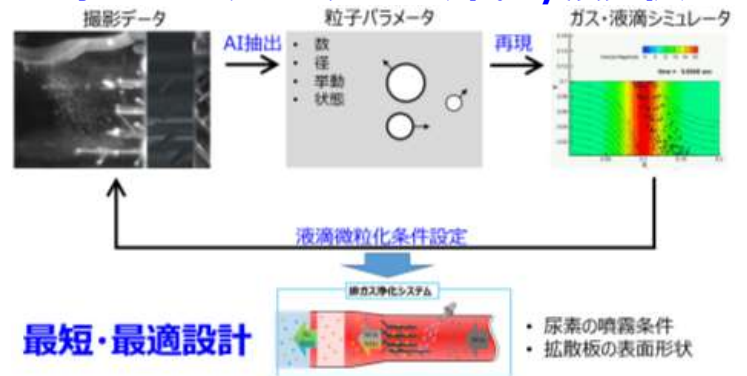 撮影データ
粒子パラメータ
ガス・液滴シミュレータ
AI抽出
・ 数
・ 径
・ 挙動
・ 状態
再現
液滴微粒化条件設定
排ガス浄化システム
最短・最適設計
・ 尿素の噴霧条件
・ 拡散板の表面形状